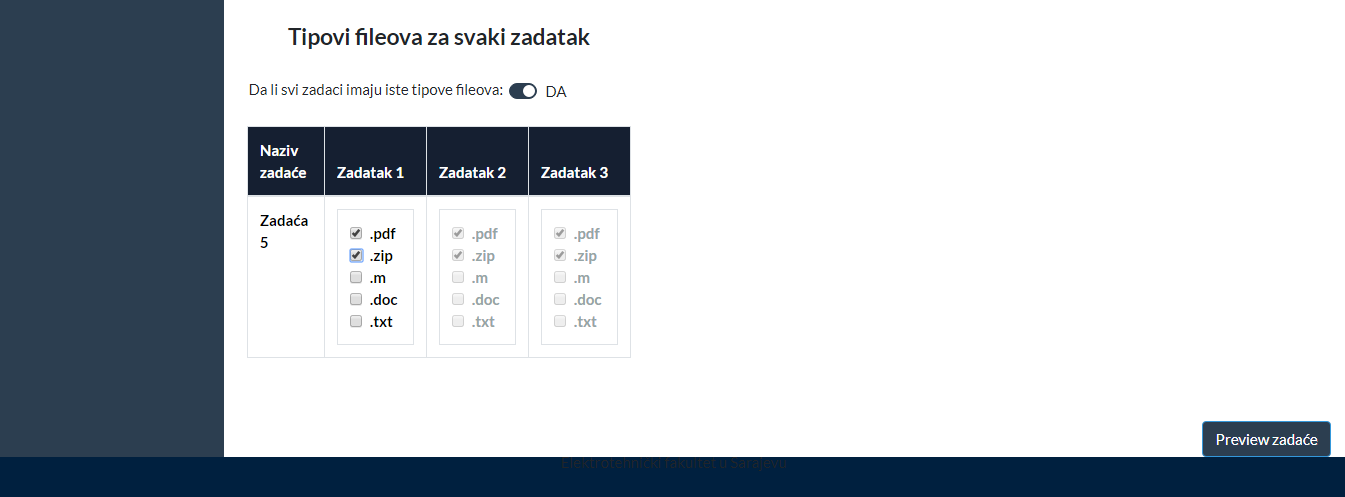 Tipovi fileova za svaki zadatak
Da li svi zadaci imaju iste tipove fileova: DA
Naziv zadaće Zadatak 1 Zadatak 2 Zadatak 3
Zadaća 5
.pdf .pdf .pdf
.zip .zip .zip
.m .m .m
.doc .doc .doc
.txt .txt .txt
Preview zadaće
Elektrotehnički fakultet u Sarajevu